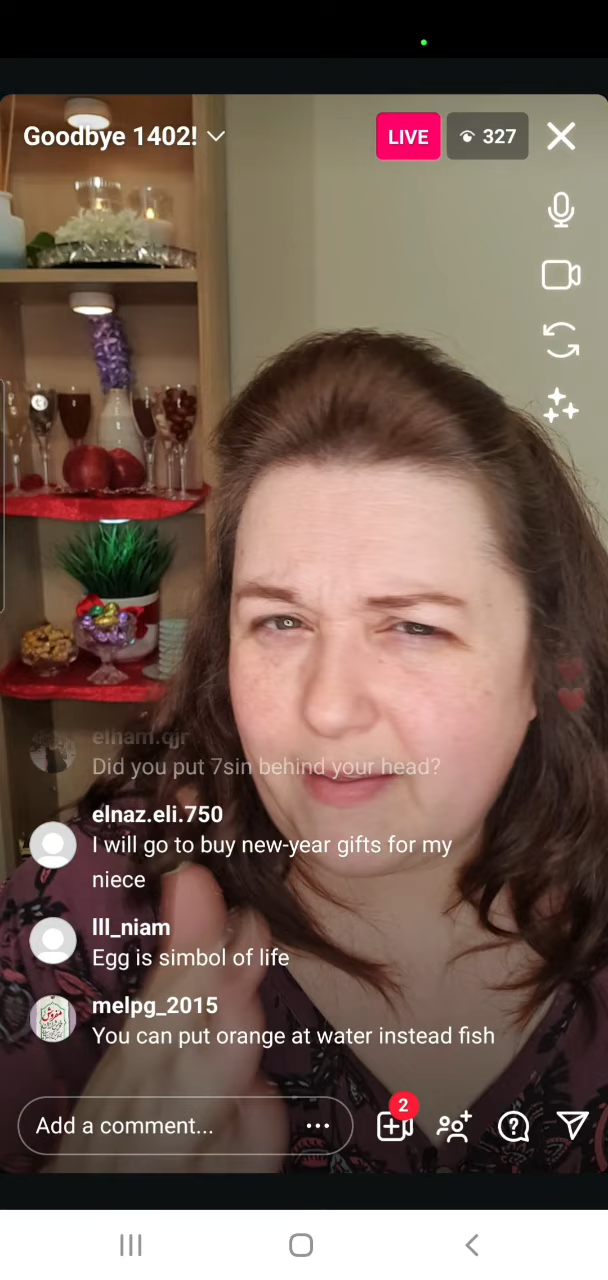 Goodbye 1402!
LIVE
327
elham.qjr
Did you put 7sin behind your head?
elnaz.eli.750
I will go to buy new-year gifts for my
niece
lll_niam
Egg is simbol of life
melpg_2015
You can put orange at water instead fish
Add a comment...
2